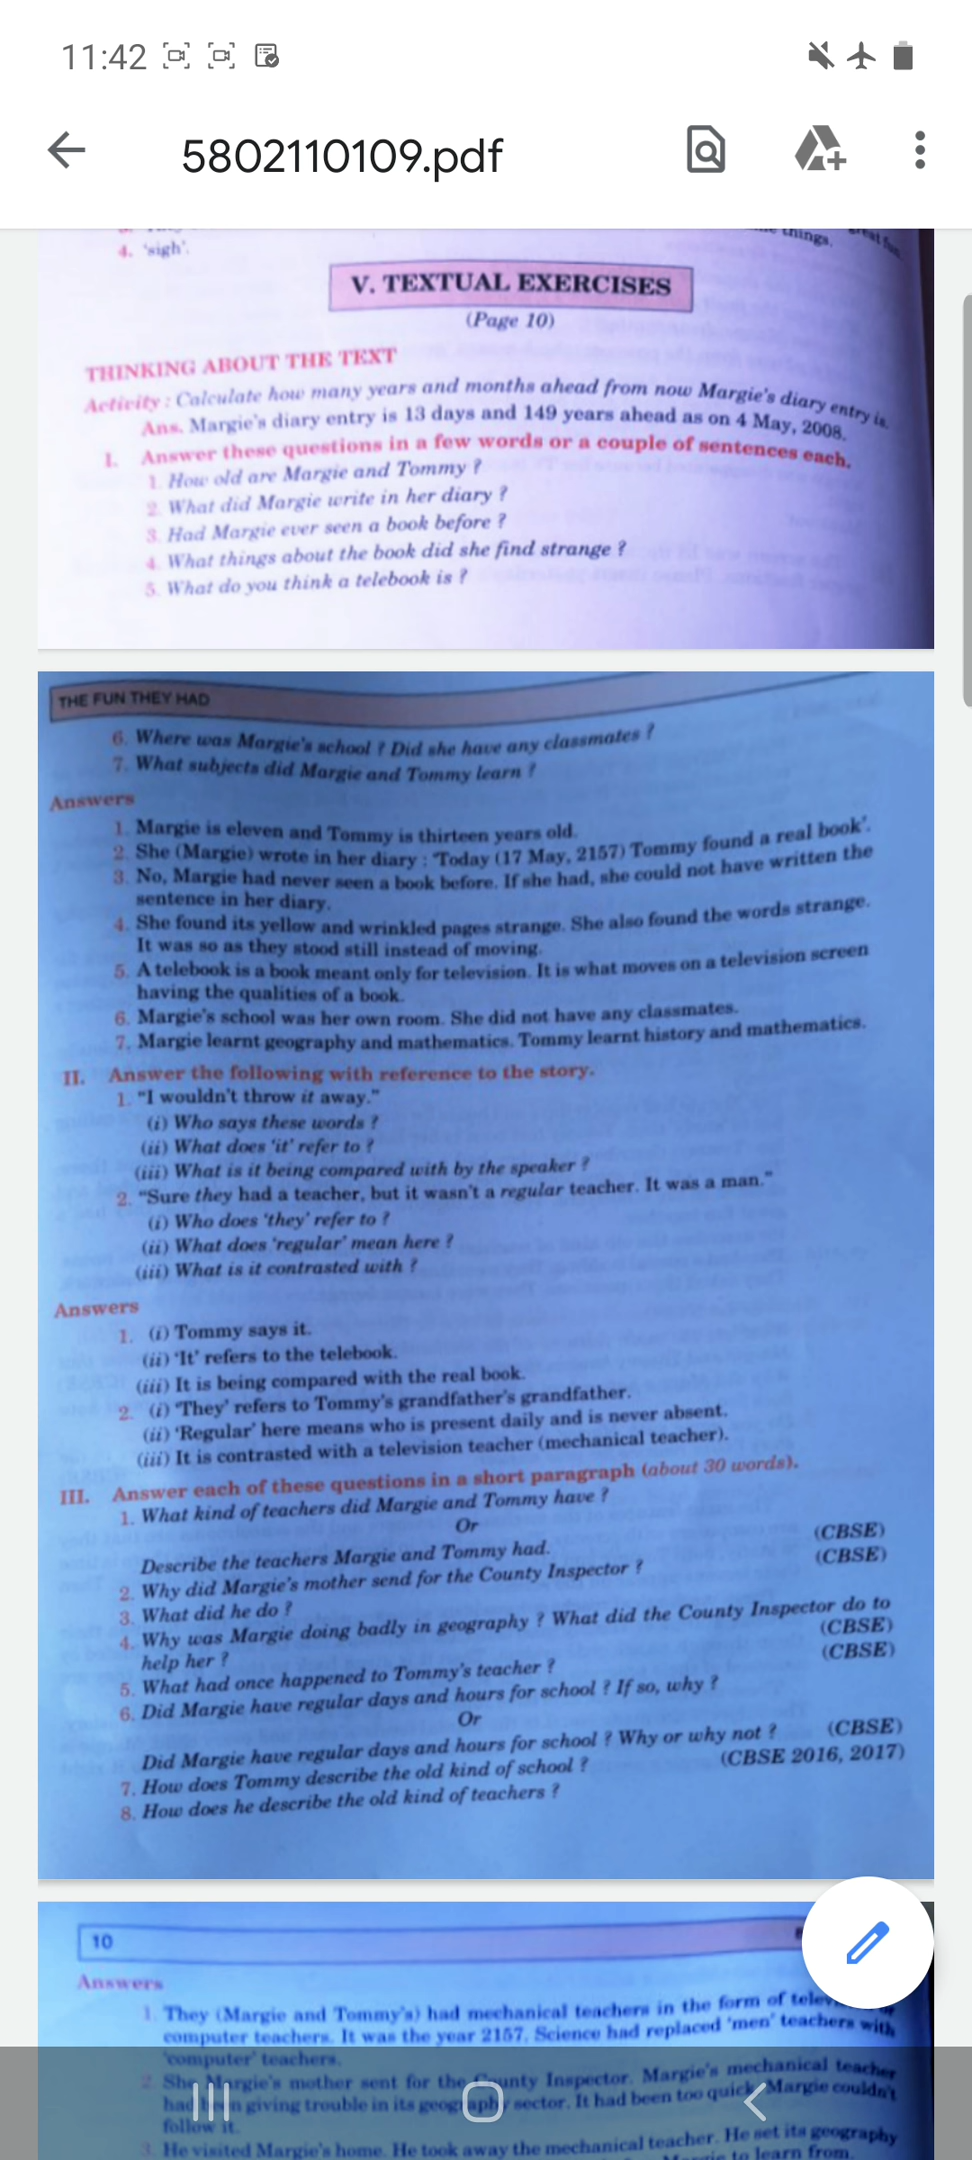 11:42
5802110109.pdf
things. great fun
4. 'sigh'.
V. TEXTUAL EXERCISES
(Page 10)
THINKING ABOUT THE TEXT
Activity : Calculate how many years and months ahead from now Margie's diary entry is.
Ans. Margie's diary entry is 13 days and 149 years ahead as on 4 May, 2008.
I. Answer these questions in a few words or a couple of sentences each.
1. How old are Margie and Tommy ?
2. What did Margie write in her diary ?
3. Had Margie ever seen a book before ?
4. What things about the book did she find strange ?
5. What do you think a telebook is ?
THE FUN THEY HAD
6. Where was Margie's school ? Did she have any classmates ?
7. What subjects did Margie and Tommy learn ?
Answers
1. Margie is eleven and Tommy is thirteen years old.
2. She (Margie) wrote in her diary : 'Today (17 May, 2157) Tommy found a real book'.
3. No, Margie had never seen a book before. If she had, she could not have written the
sentence in her diary.
4. She found its yellow and wrinkled pages strange. She also found the words strange.
It was so as they stood still instead of moving.
5. A telebook is a book meant only for television. It is what moves on a television screen
having the qualities of a book.
6. Margie's school was her own room. She did not have any classmates.
7. Margie learnt geography and mathematics. Tommy learnt history and mathematics.
II. Answer the following with reference to the story.
1. "I wouldn't throw it away."
(i) Who says these words ?
(ii) What does 'it' refer to ?
(iii) What is it being compared with by the speaker ?
2. "Sure they had a teacher, but it wasn't a regular teacher. It was a man."
(i) Who does 'they' refer to ?
(ii) What does 'regular' mean here ?
(iii) What is it contrasted with ?
Answers
1. (i) Tommy says it.
(ii) 'It' refers to the telebook.
(iii) It is being compared with the real book.
2. (i) 'They' refers to Tommy's grandfather's grandfather.
(ii) 'Regular' here means who is present daily and is never absent.
(iii) It is contrasted with a television teacher (mechanical teacher).
III. Answer each of these questions in a short paragraph (about 30 words).
1. What kind of teachers did Margie and Tommy have ?
Or
Describe the teachers Margie and Tommy had. (CBSE)
2. Why did Margie's mother send for the County Inspector ? (CBSE)
3. What did he do ?
4. Why was Margie doing badly in geography ? What did the County Inspector do to
help her ? (CBSE)
5. What had once happened to Tommy's teacher ? (CBSE)
6. Did Margie have regular days and hours for school ? If so, why ?
Or
Did Margie have regular days and hours for school ? Why or why not ? (CBSE)
7. How does Tommy describe the old kind of school ? (CBSE 2016, 2017)
8. How does he describe the old kind of teachers ?
10
Answers
1. They (Margie and Tommy's) had mechanical teachers in the form of
computer teachers. It was the year 2157. Science had replaced 'men' teachers with
'computer' teachers.
2. She Margie's mother sent for the County Inspector. Margie's mechanical teacher
had been giving trouble in its geography sector. It had been too quick. Margie couldn't
follow it.
3. He visited Margie's home. He took away the mechanical teacher. He set its geography
to learn from.